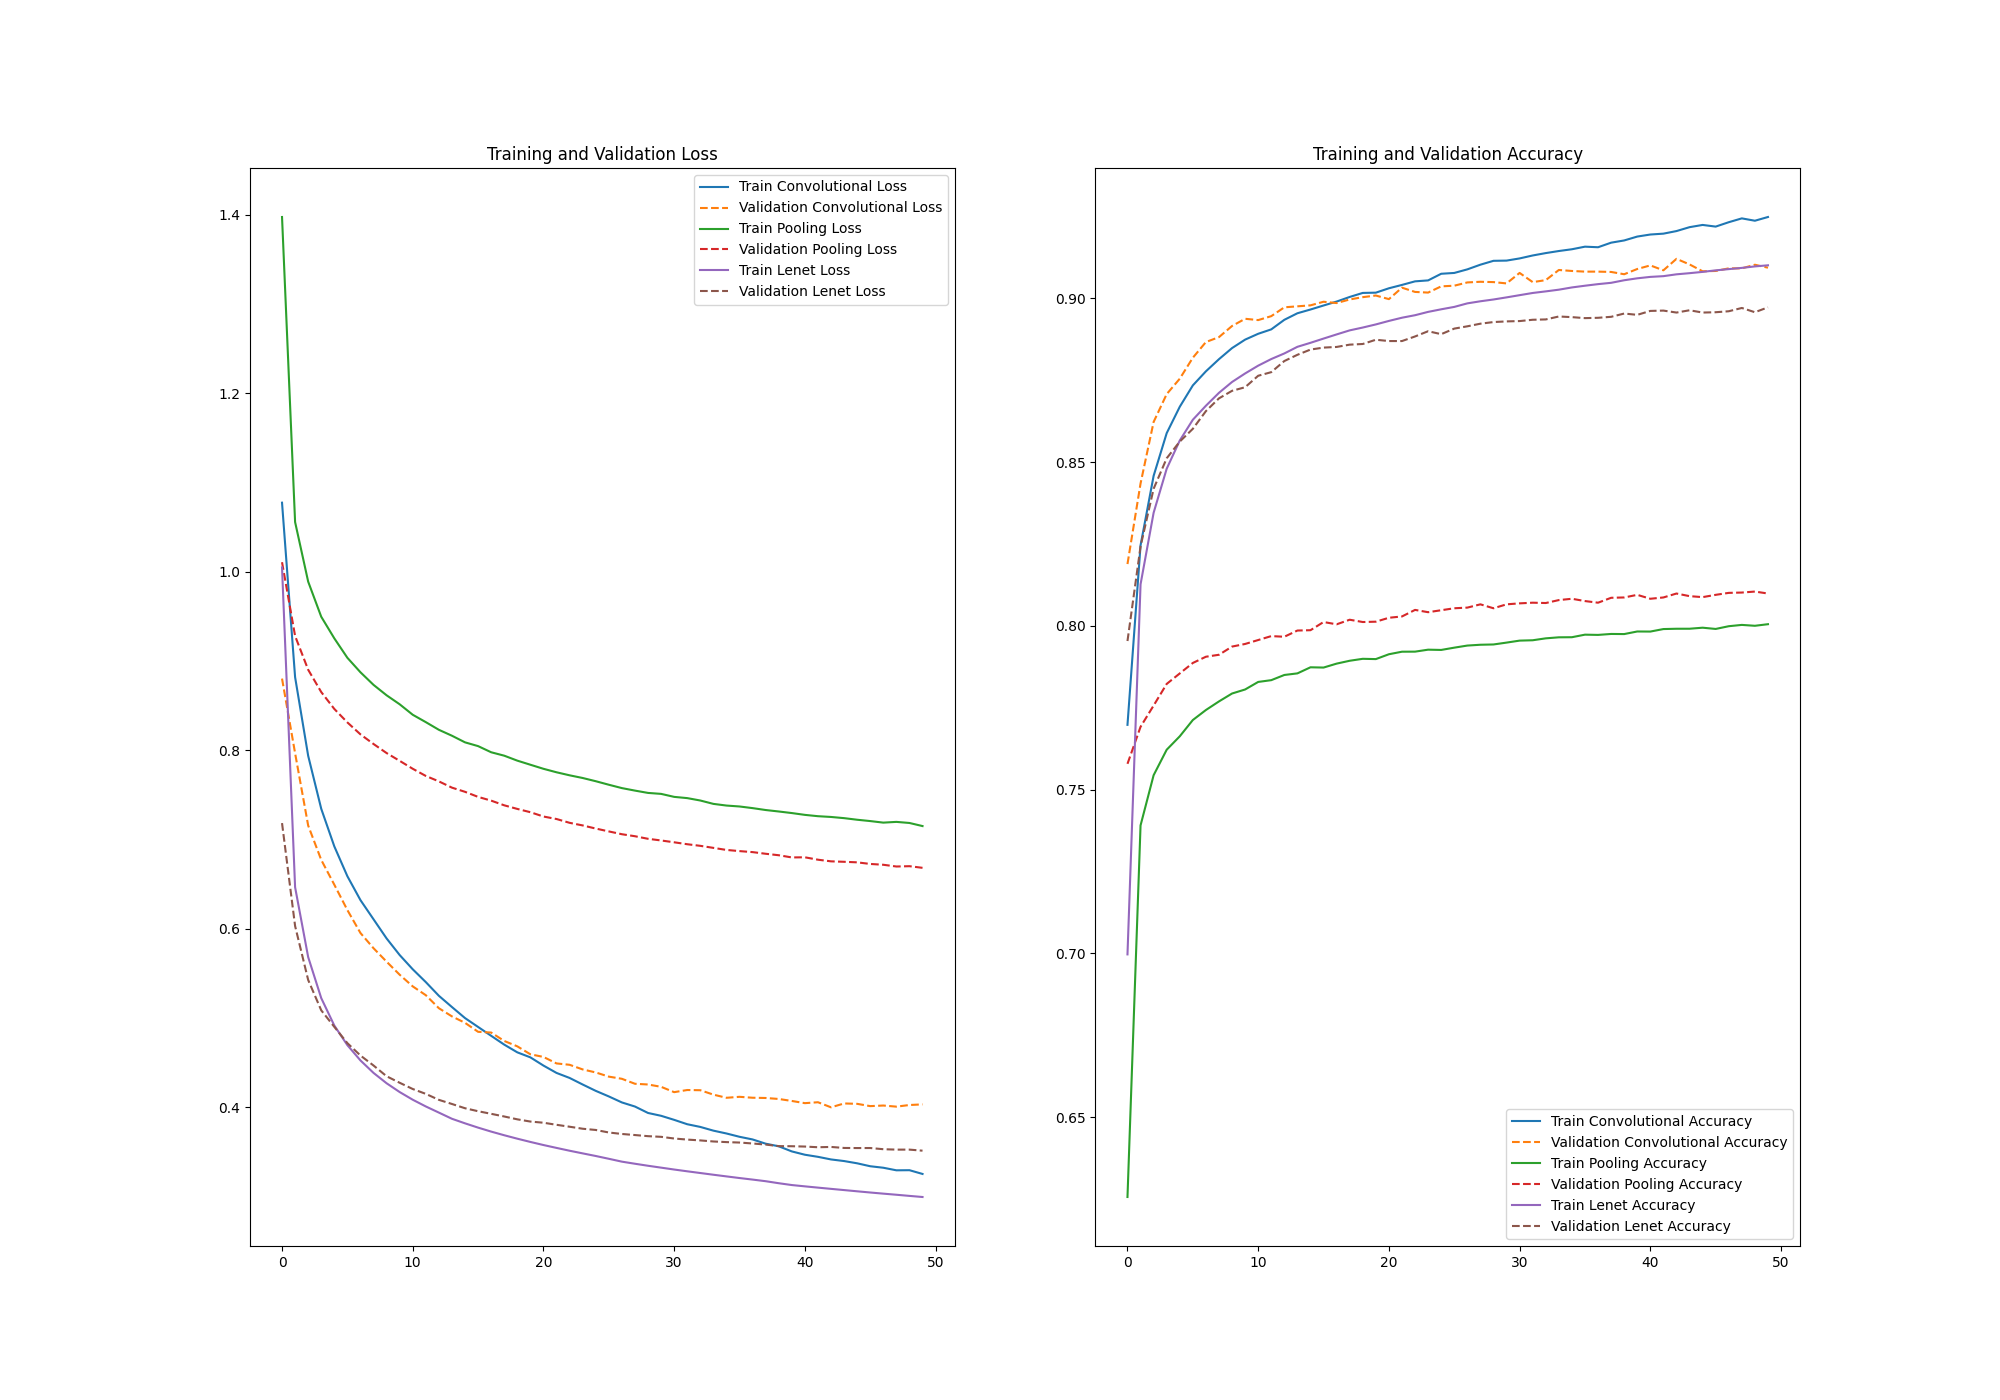 Training and Validation Loss
1.4
1.2
1.0
0.8
0.6
0.4
0 10 20 30 40 50
Train Convolutional Loss
Validation Convolutional Loss
Train Pooling Loss
Validation Pooling Loss
Train Lenet Loss
Validation Lenet Loss
Training and Validation Accuracy
0.90
0.85
0.80
0.75
0.70
0.65
0 10 20 30 40 50
Train Convolutional Accuracy
Validation Convolutional Accuracy
Train Pooling Accuracy
Validation Pooling Accuracy
Train Lenet Accuracy
Validation Lenet Accuracy